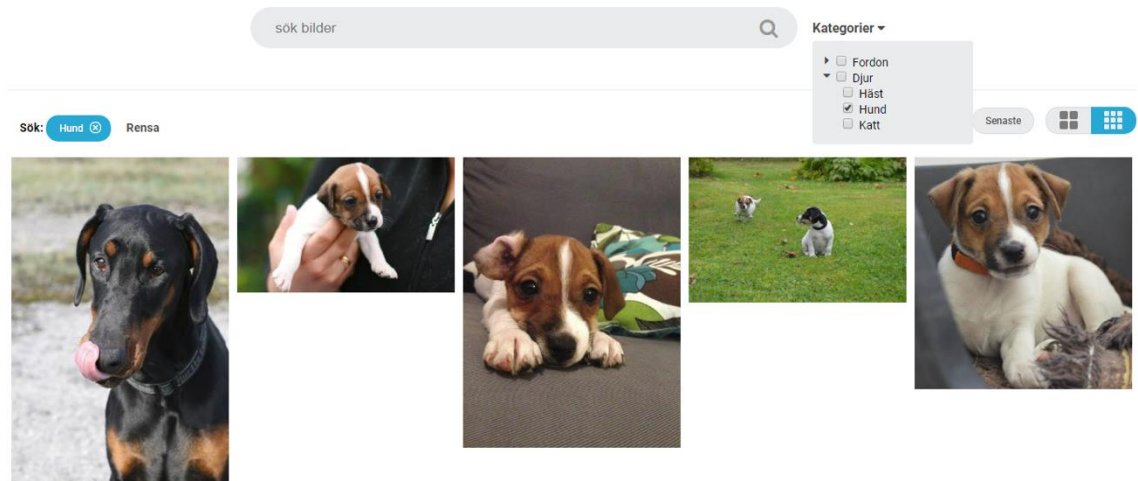 sök bilder
Kategorier
Fordon
Djur
Häst
Hund
Katt
Sök: Hund Rensa
Senaste